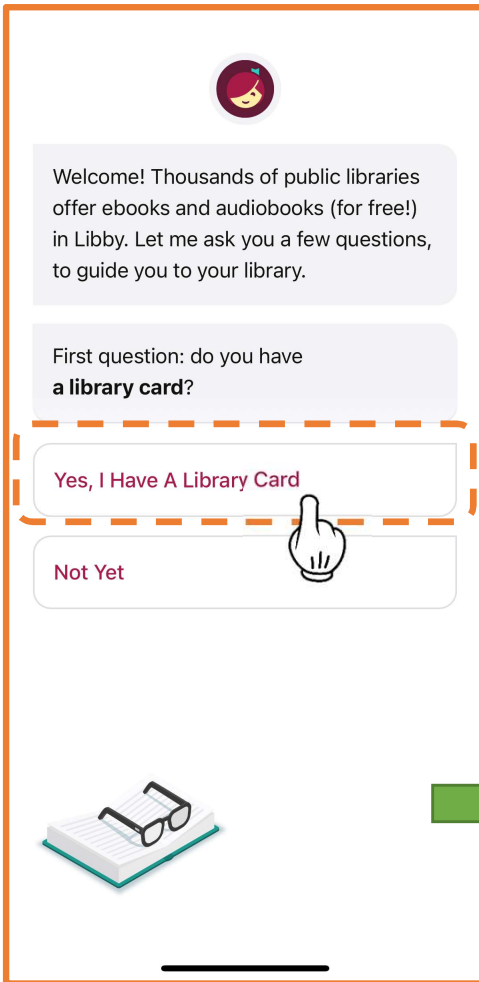 Welcome! Thousands of public libraries
offer ebooks and audiobooks (for free!)
in Libby. Let me ask you a few questions,
to guide you to your library.
First question: do you have
a library card?
Yes, I Have A Library Card
Not Yet